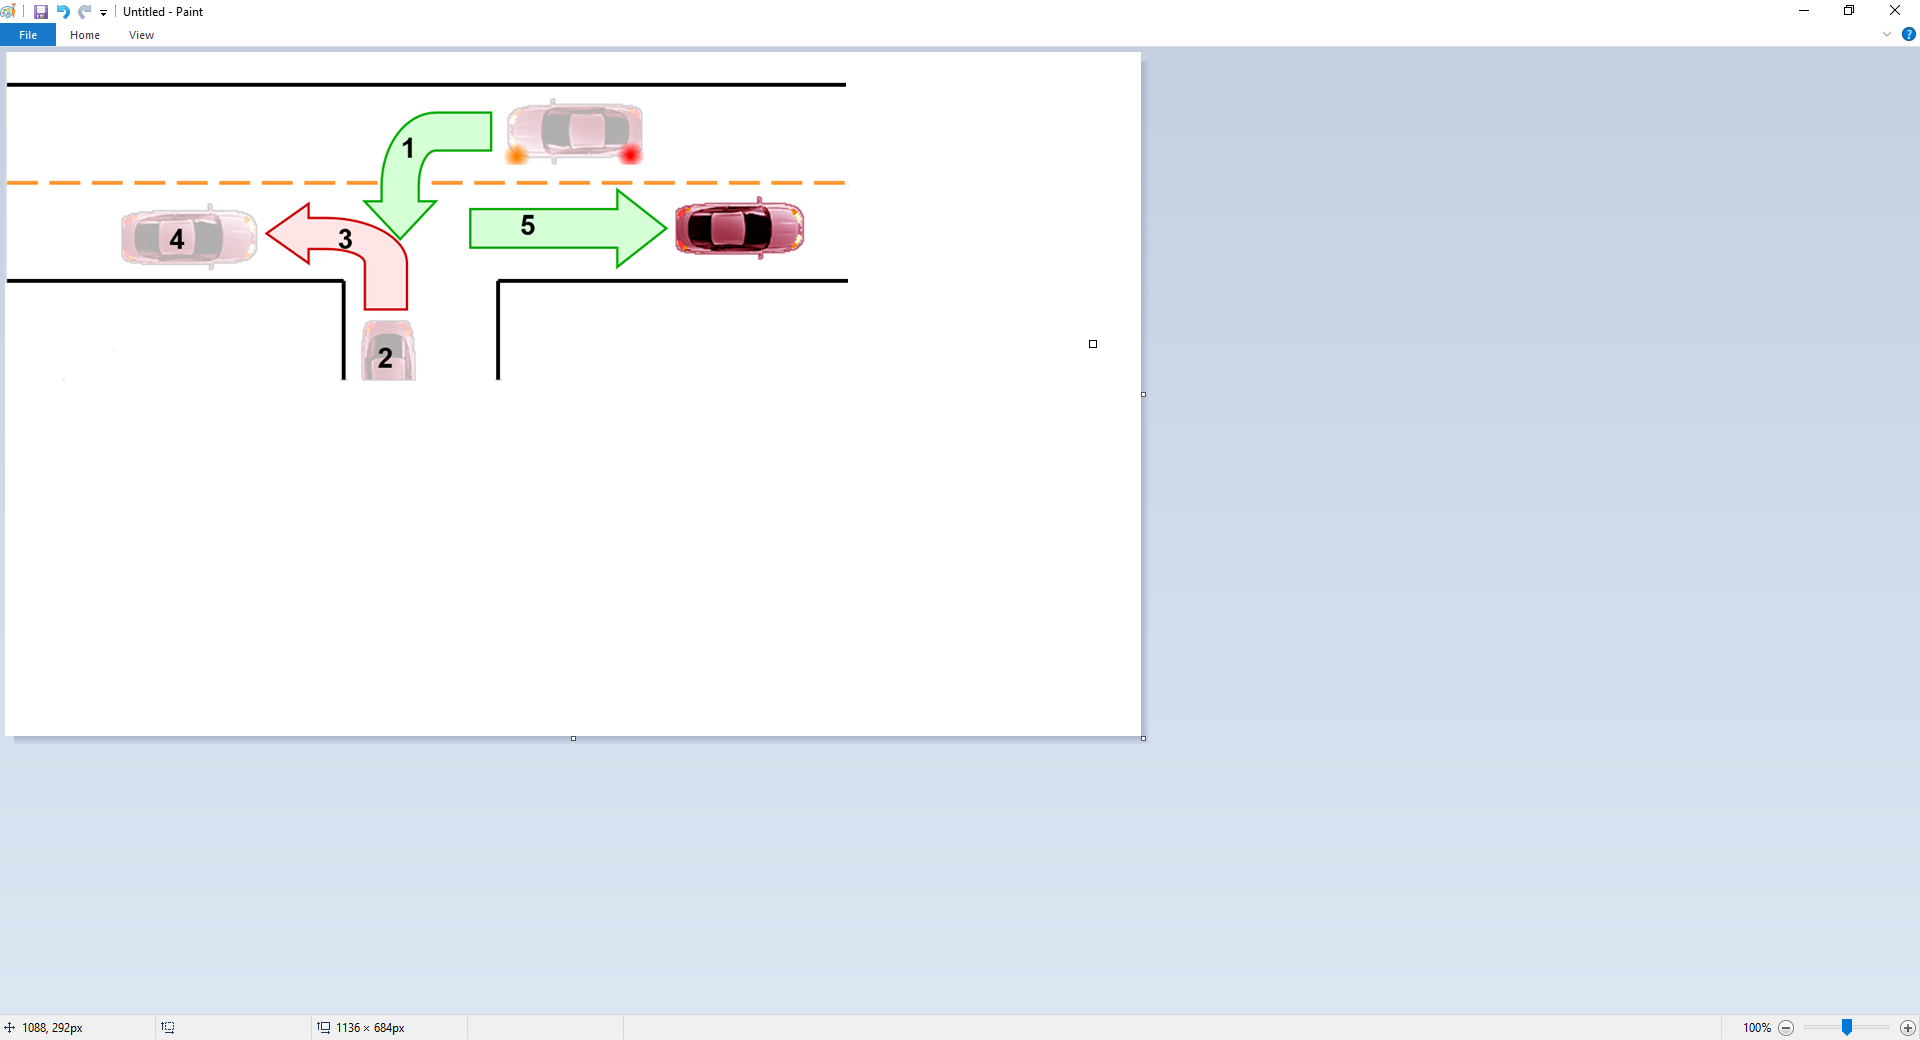 Untitled - Paint
File Home View
?
1
5
3
4
2
1088, 292px
1136 × 684px
100%